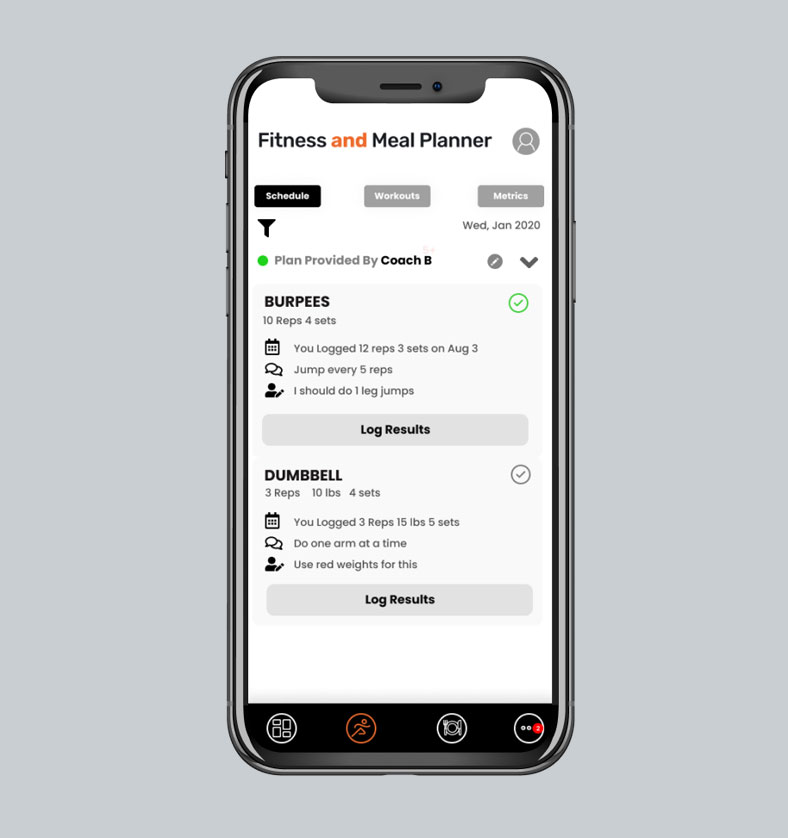 Fitness and Meal Planner
Schedule Workouts Metrics
Wed, Jan 2020
Plan Provided By Coach B
BURPEES
10 Reps 4 sets
You Logged 12 reps 3 sets on Aug 3
Jump every 5 reps
I should do 1 leg jumps
Log Results
DUMBBELL
3 Reps 10 lbs 4 sets
You Logged 3 Reps 15 lbs 5 sets
Do one arm at a time
Use red weights for this
Log Results
2